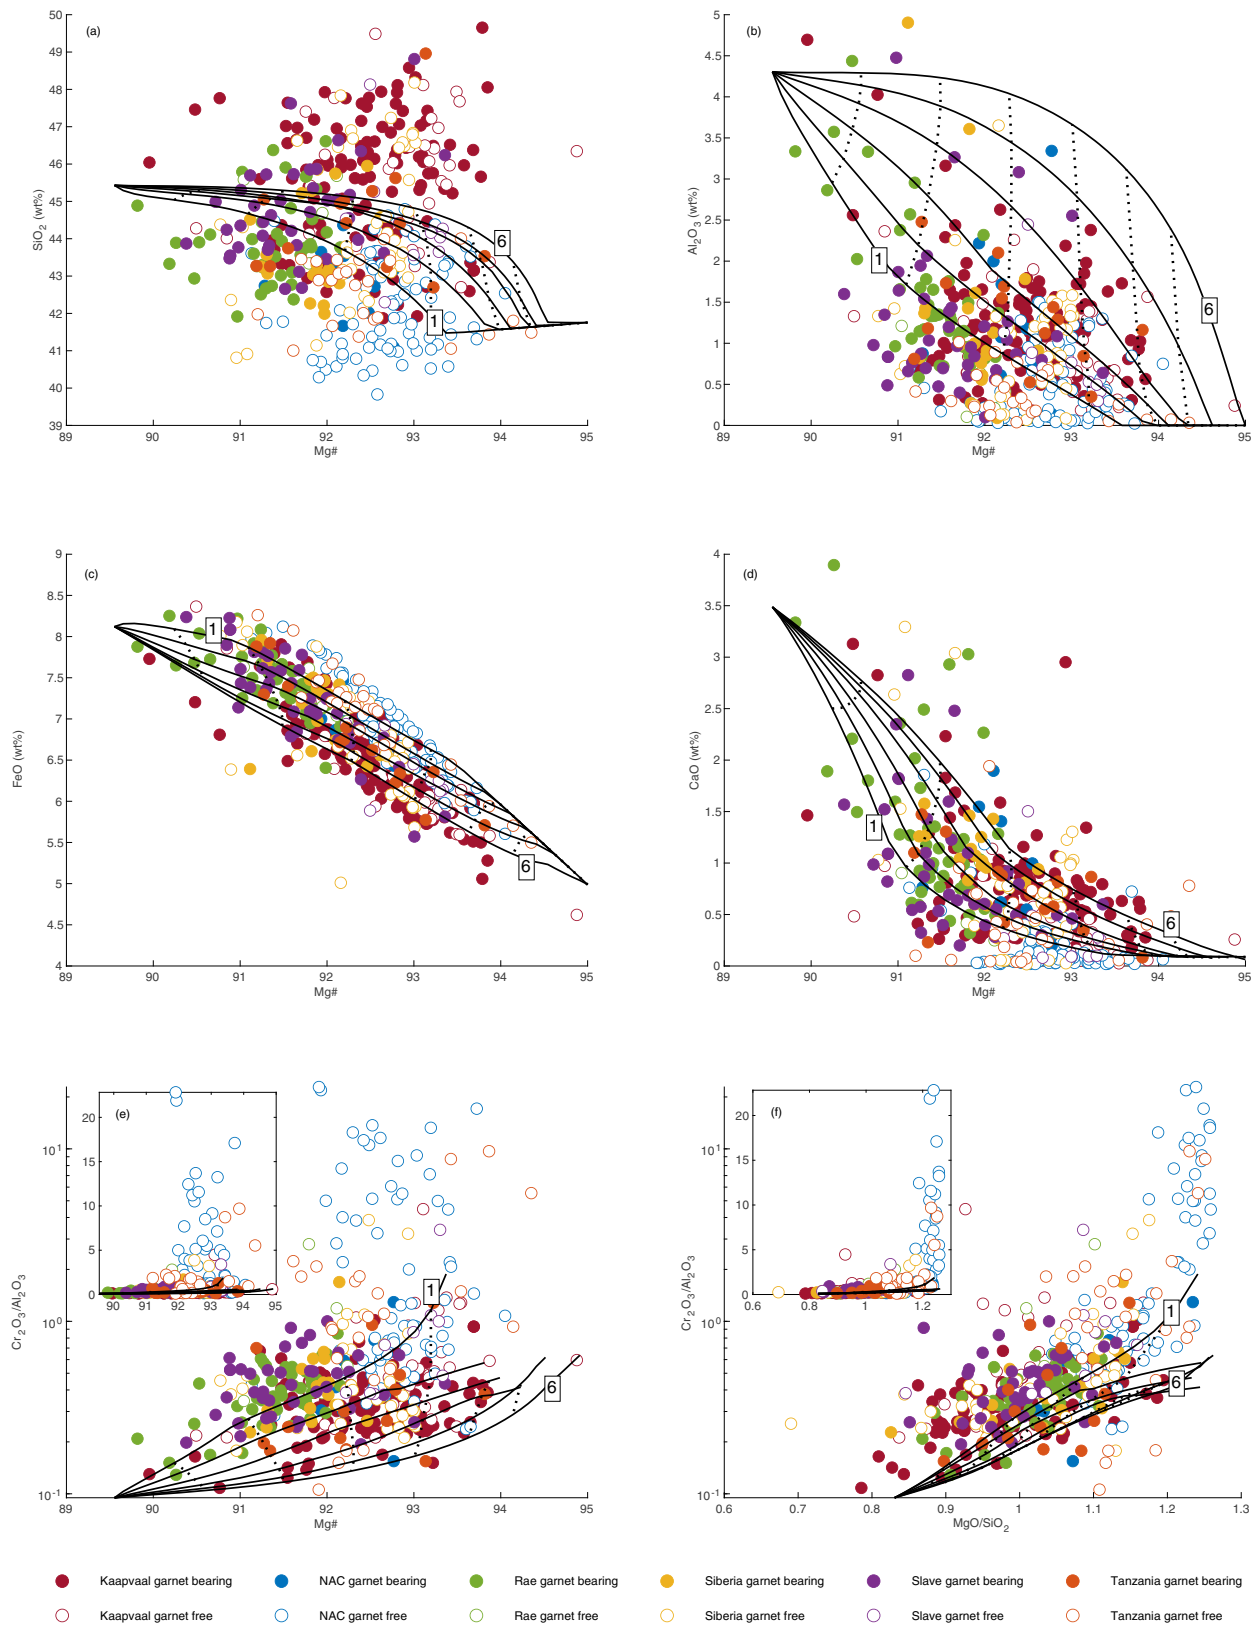 (a)
SiO2 (wt%)
50
49
48
47
46
45
44
43
42
41
40
39
6
1
89 90 91 92 93 94 95
Mg#
(b)
Al2O3 (wt%)
5
4.5
4
3.5
3
2.5
2
1.5
1
0.5
0
1
6
89 90 91 92 93 94 95
Mg#
(c)
FeO (wt%)
9
8.5
8
7.5
7
6.5
6
5.5
5
4.5
4
1
6
89 90 91 92 93 94 95
Mg#
(d)
CaO (wt%)
4
3.5
3
2.5
2
1.5
1
0.5
0
1
6
89 90 91 92 93 94 95
Mg#
(e)
Cr2O3/Al2O3
20
15
10
5
0
90 91 92 93 94 95
10^1
10^0
10^-1
1
6
89 90 91 92 93 94 95
Mg#
(f)
Cr2O3/Al2O3
20
15
10
5
0
0.6 0.8 1 1.2
10^1
10^0
10^-1
1
6
0.6 0.7 0.8 0.9 1 1.1 1.2 1.3
MgO/SiO2
Kaapvaal garnet bearing NAC garnet bearing Rae garnet bearing Siberia garnet bearing Slave garnet bearing Tanzania garnet bearing
Kaapvaal garnet free NAC garnet free Rae garnet free Siberia garnet free Slave garnet free Tanzania garnet free